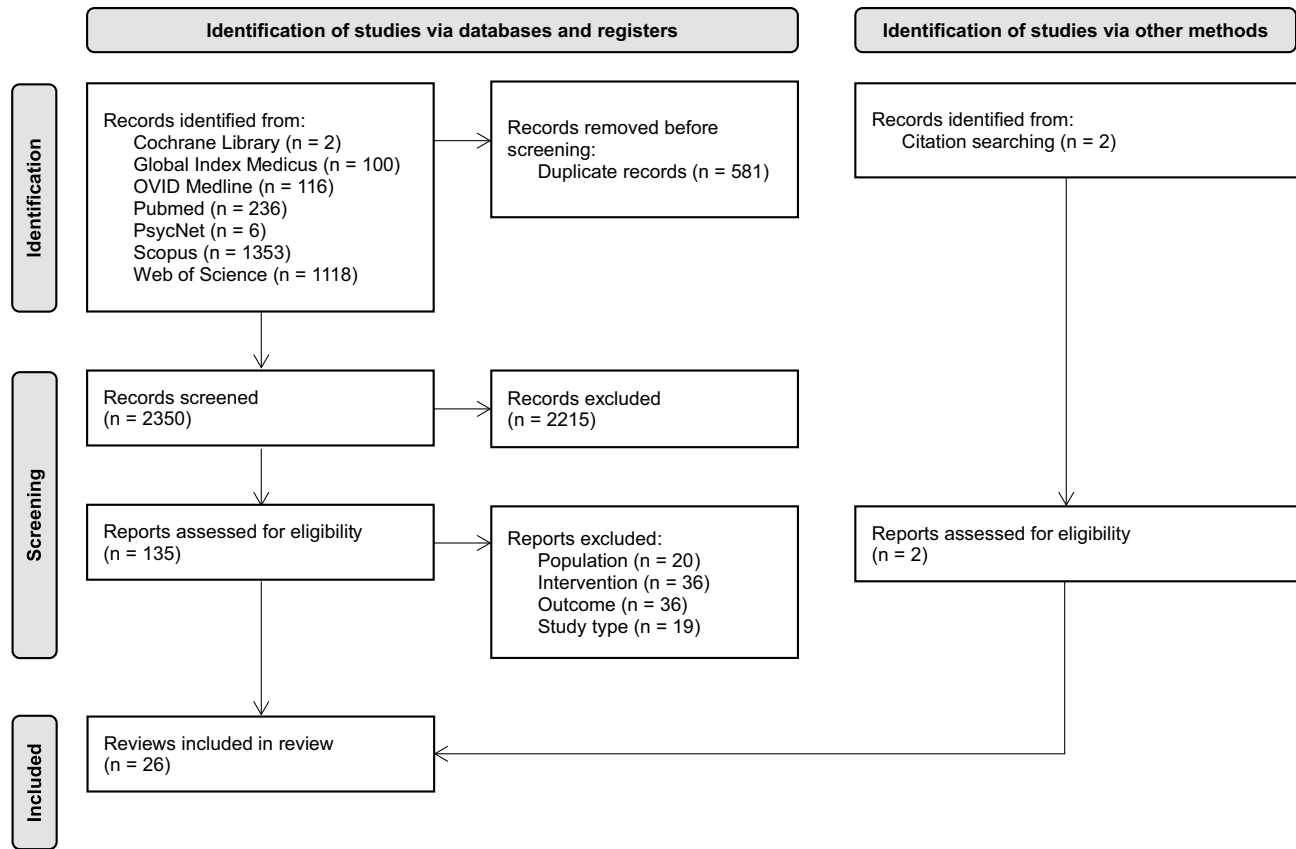 Identification of studies via databases and registers
Identification of studies via other methods
Identification
Records identified from:
Cochrane Library (n = 2)
Global Index Medicus (n = 100)
OVID Medline (n = 116)
Pubmed (n = 236)
PsycNet (n = 6)
Scopus (n = 1353)
Web of Science (n = 1118)
Records removed before
screening:
Duplicate records (n = 581)
Records identified from:
Citation searching (n = 2)
Screening
Records screened
(n = 2350)
Records excluded
(n = 2215)
Reports assessed for eligibility
(n = 135)
Reports excluded:
Population (n = 20)
Intervention (n = 36)
Outcome (n = 36)
Study type (n = 19)
Reports assessed for eligibility
(n = 2)
Included
Reviews included in review
(n = 26)